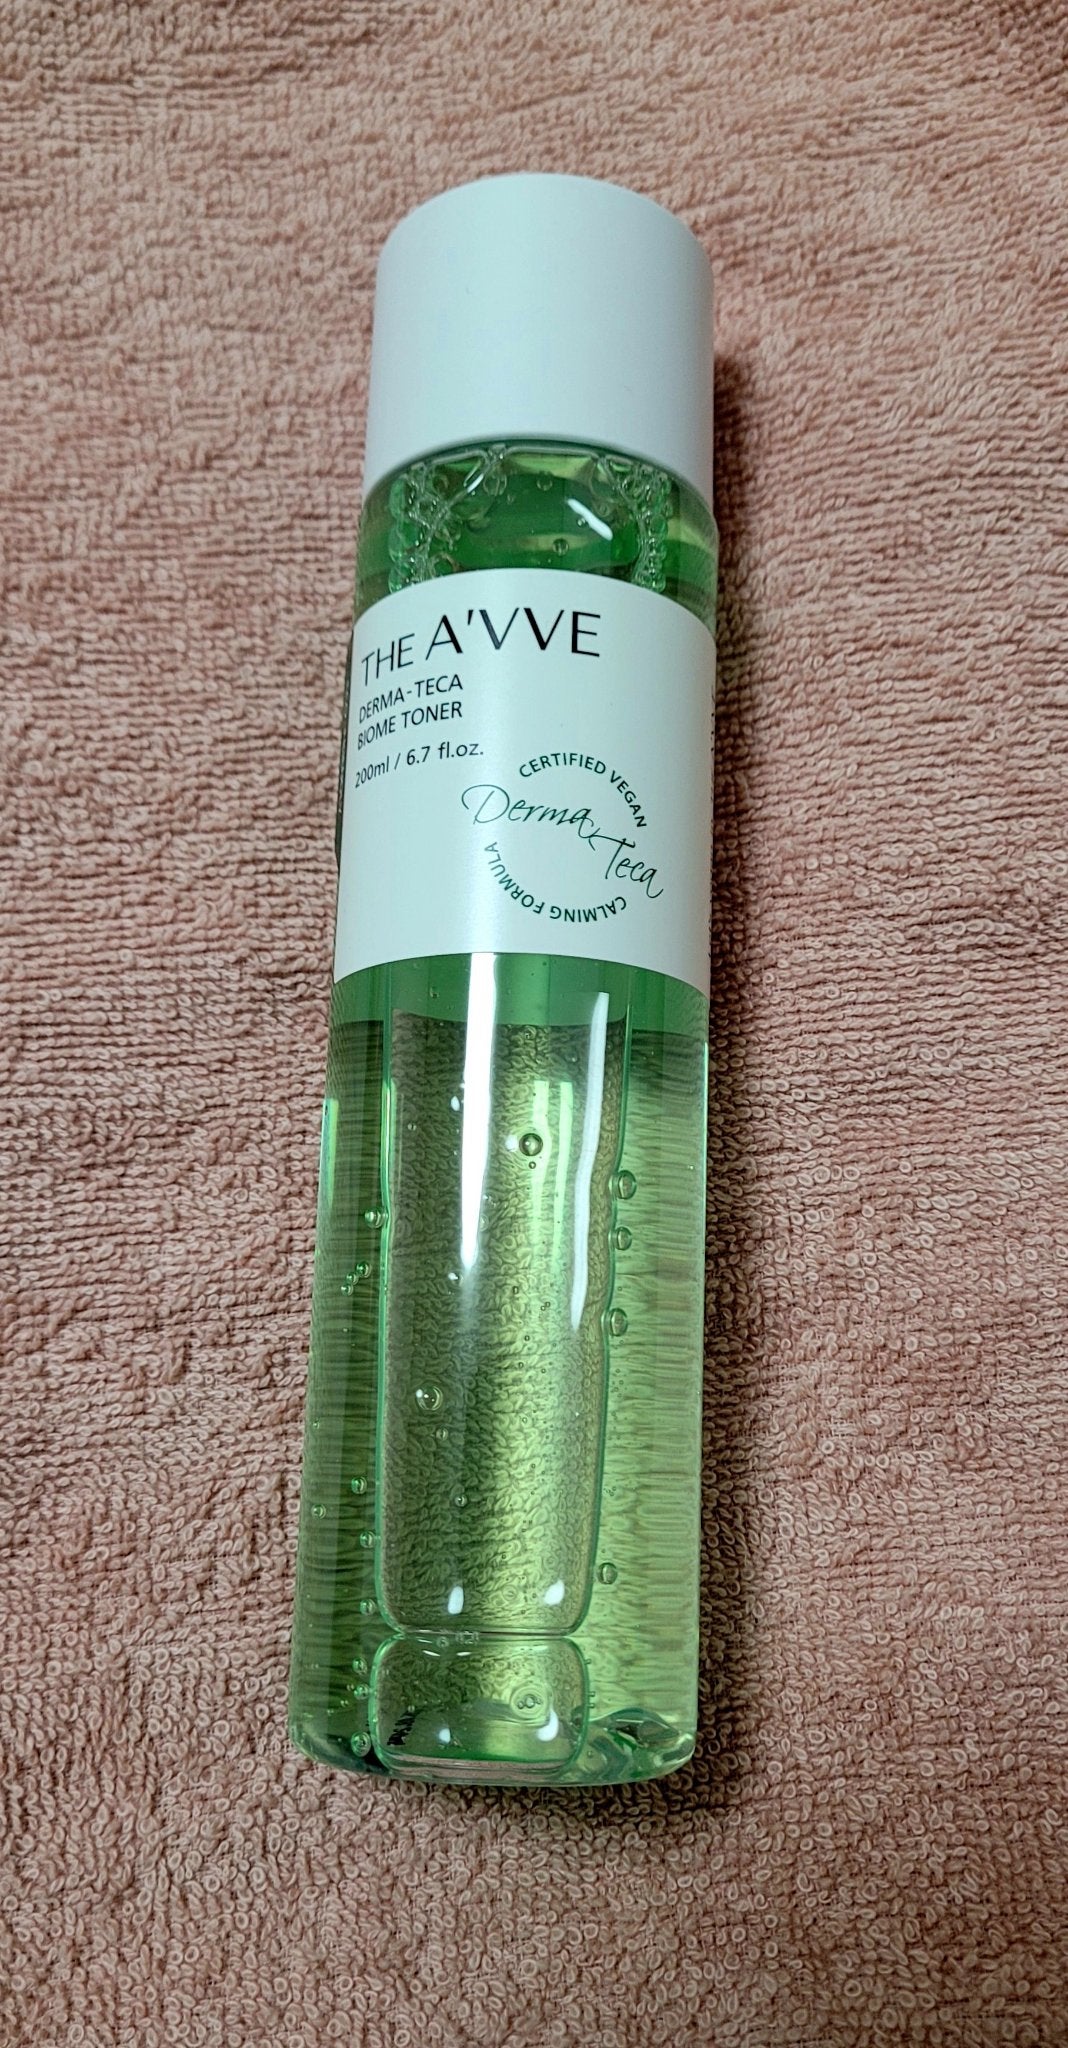 THE A'VVE
DERMA-TECA
BIOME TONER
200ml / 6.7 fl.oz.
CERTIFIED VEGAN
Derma Teca
CALMING FORMULA